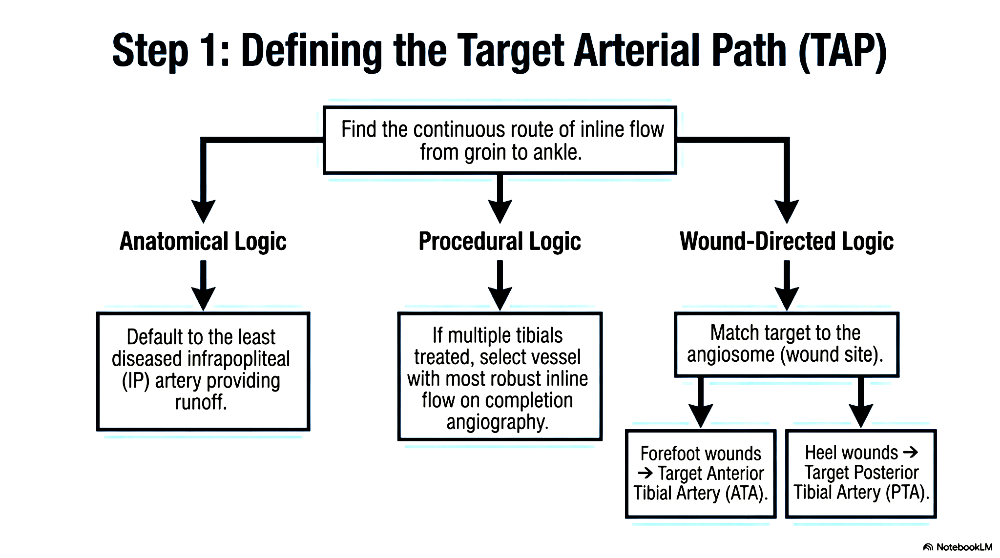 Step 1: Defining the Target Arterial Path (TAP)
Find the continuous route of inline flow
from groin to ankle.
Anatomical Logic
Default to the least
diseased infrapopliteal
(IP) artery providing
runoff.
Procedural Logic
If multiple tibials
treated, select vessel
with most robust inline
flow on completion
angiography.
Wound-Directed Logic
Match target to the
angiosome (wound site).
Forefoot wounds
→ Target Anterior
Tibial Artery (ATA).
Heel wounds →
Target Posterior
Tibial Artery (PTA).
NotebookLM